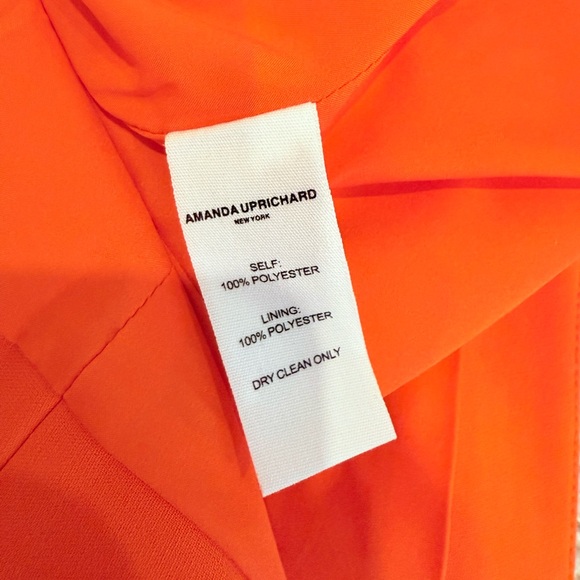 AMANDA UPRICHARD
NEW YORK
SELF:
100% POLYESTER
LINING:
100% POLYESTER
DRY CLEAN ONLY